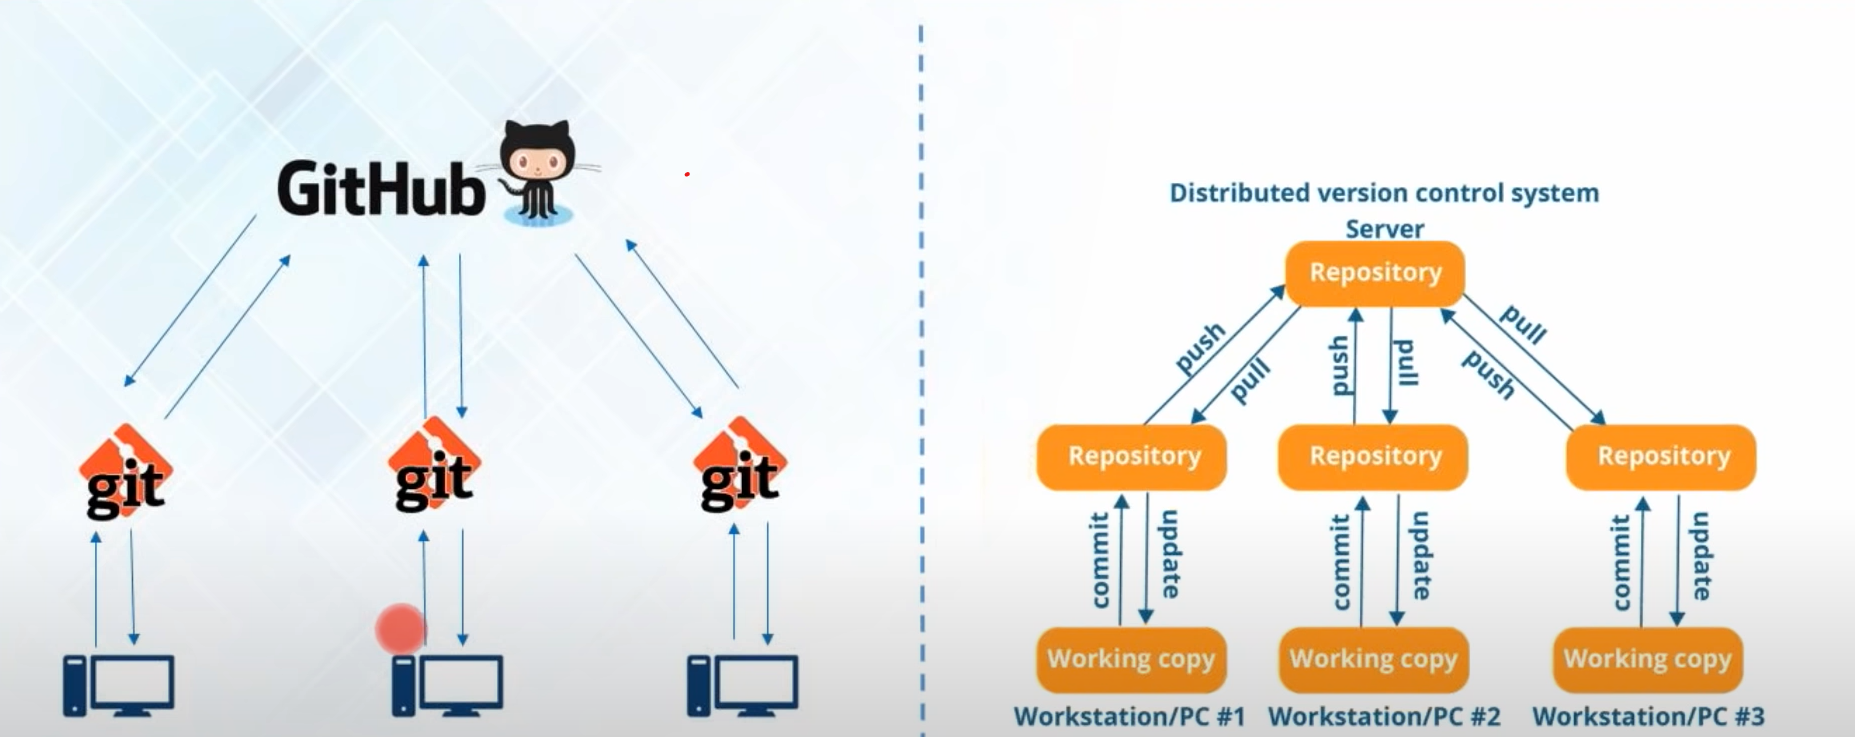 GitHub
git
git
git
Distributed version control system
Server
Repository
push
pull
push
pull
push
pull
Repository
Repository
Repository
commit
update
commit
update
commit
update
Working copy
Working copy
Working copy
Workstation/PC #1
Workstation/PC #2
Workstation/PC #3